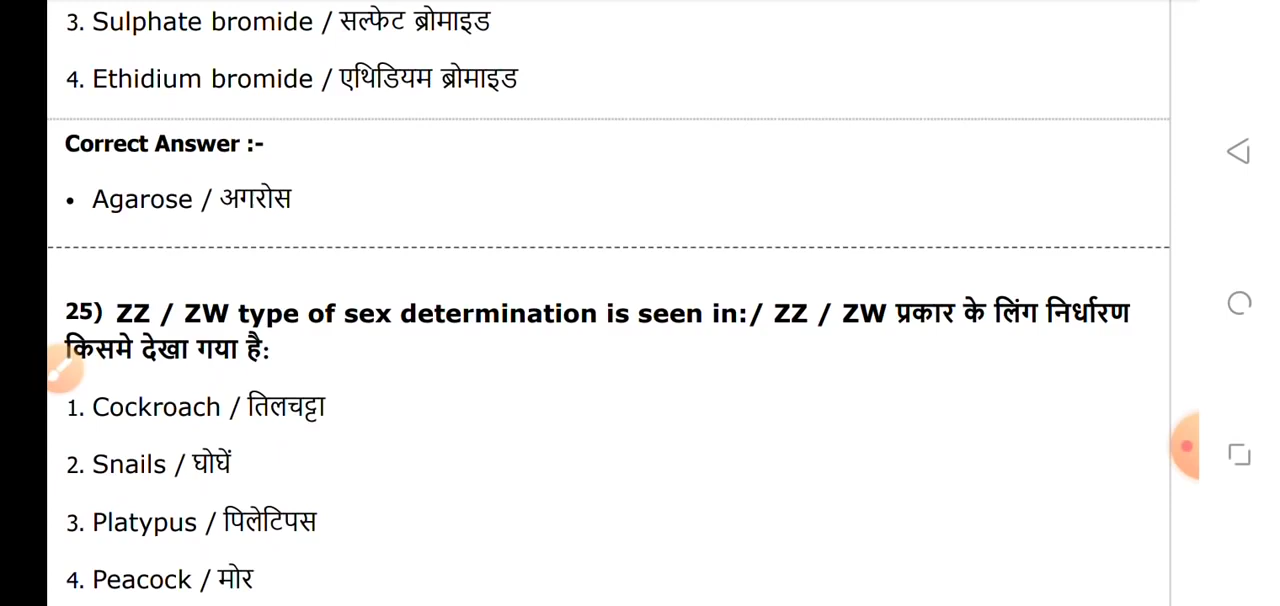 3. Sulphate bromide / सल्फेट ब्रोमाइड
4. Ethidium bromide / एथिडियम ब्रोमाइड
Correct Answer :-
• Agarose / अगरोस
25) ZZ / ZW type of sex determination is seen in:/ ZZ / ZW प्रकार के लिंग निर्धारण
किसमे देखा गया है:
1. Cockroach / तिलचट्टा
2. Snails / घोघें
3. Platypus / पिलेटिपस
4. Peacock / मोर